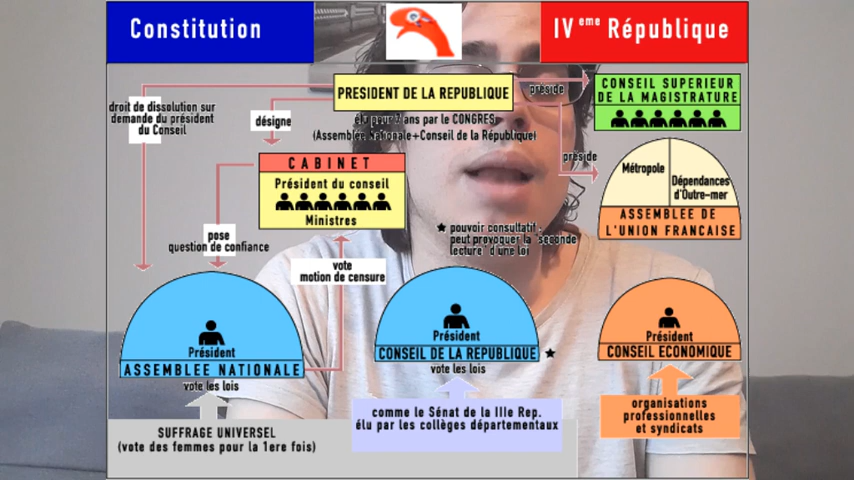 Constitution
IVeme République
PRESIDENT DE LA REPUBLIQUE
préside
CONSEIL SUPERIEUR
DE LA MAGISTRATURE
droit de dissolution sur
demande du président
du Conseil
désigne
élu pour 7 ans par le CONGRES
(Assemblée Nationale+Conseil de la République)
CABINET
Président du conseil
Ministres
préside
Métropole
Dépendances
d'Outre-mer
ASSEMBLEE DE
L'UNION FRANCAISE
pose
question de confiance
★ pouvoir consultatif
peut provoquer la "seconde
lecture" d'une loi
vote
motion de censure
Président
ASSEMBLEE NATIONALE
vote les lois
Président
CONSEIL DE LA REPUBLIQUE ★
vote les lois
Président
CONSEIL ECONOMIQUE
SUFFRAGE UNIVERSEL
(vote des femmes pour la 1ere fois)
comme le Sénat de la IIIe Rep.
élu par les collèges départementaux
organisations
professionnelles
et syndicats